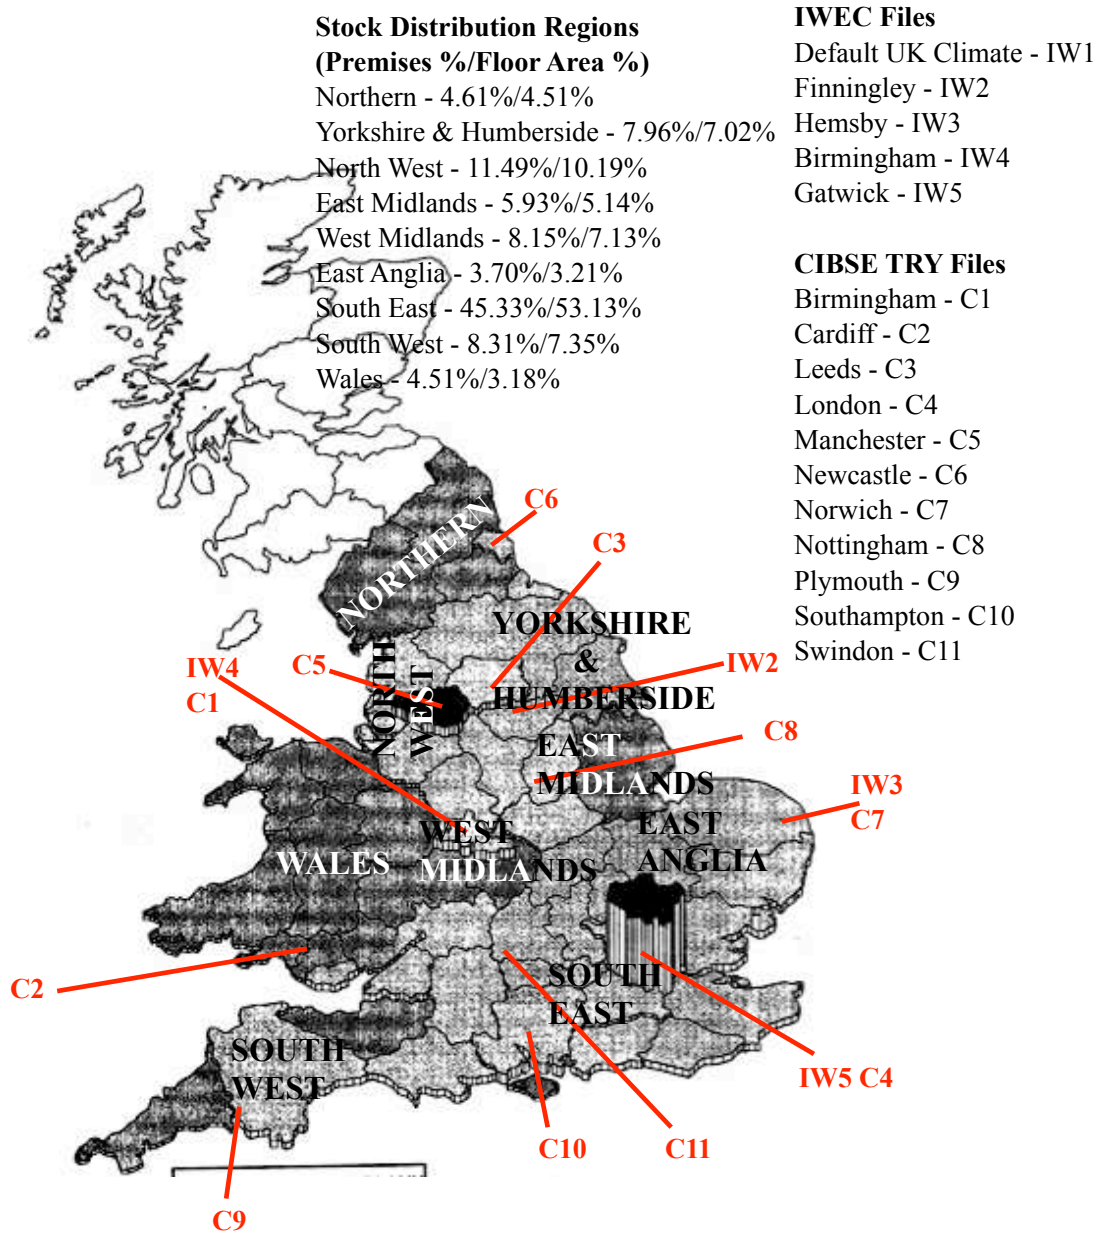 Stock Distribution Regions
(Premises %/Floor Area %)
Northern - 4.61%/4.51%
Yorkshire & Humberside - 7.96%/7.02%
North West - 11.49%/10.19%
East Midlands - 5.93%/5.14%
West Midlands - 8.15%/7.13%
East Anglia - 3.70%/3.21%
South East - 45.33%/53.13%
South West - 8.31%/7.35%
Wales - 4.51%/3.18%
IWEC Files
Default UK Climate - IW1
Finningley - IW2
Hemsby - IW3
Birmingham - IW4
Gatwick - IW5
CIBSE TRY Files
Birmingham - C1
Cardiff - C2
Leeds - C3
London - C4
Manchester - C5
Newcastle - C6
Norwich - C7
Nottingham - C8
Plymouth - C9
Southampton - C10
Swindon - C11
C6
NORTHERN
C3
YORKSHIRE
&
HUMBERSIDE
IW4
C1
C5
NORTH
WEST
IW2
EAST
MIDLANDS
C8
IW3
C7
WEST
MIDLANDS
EAST
ANGLIA
WALES
C2
SOUTH
EAST
SOUTH
WEST
IW5 C4
C10
C11
C9